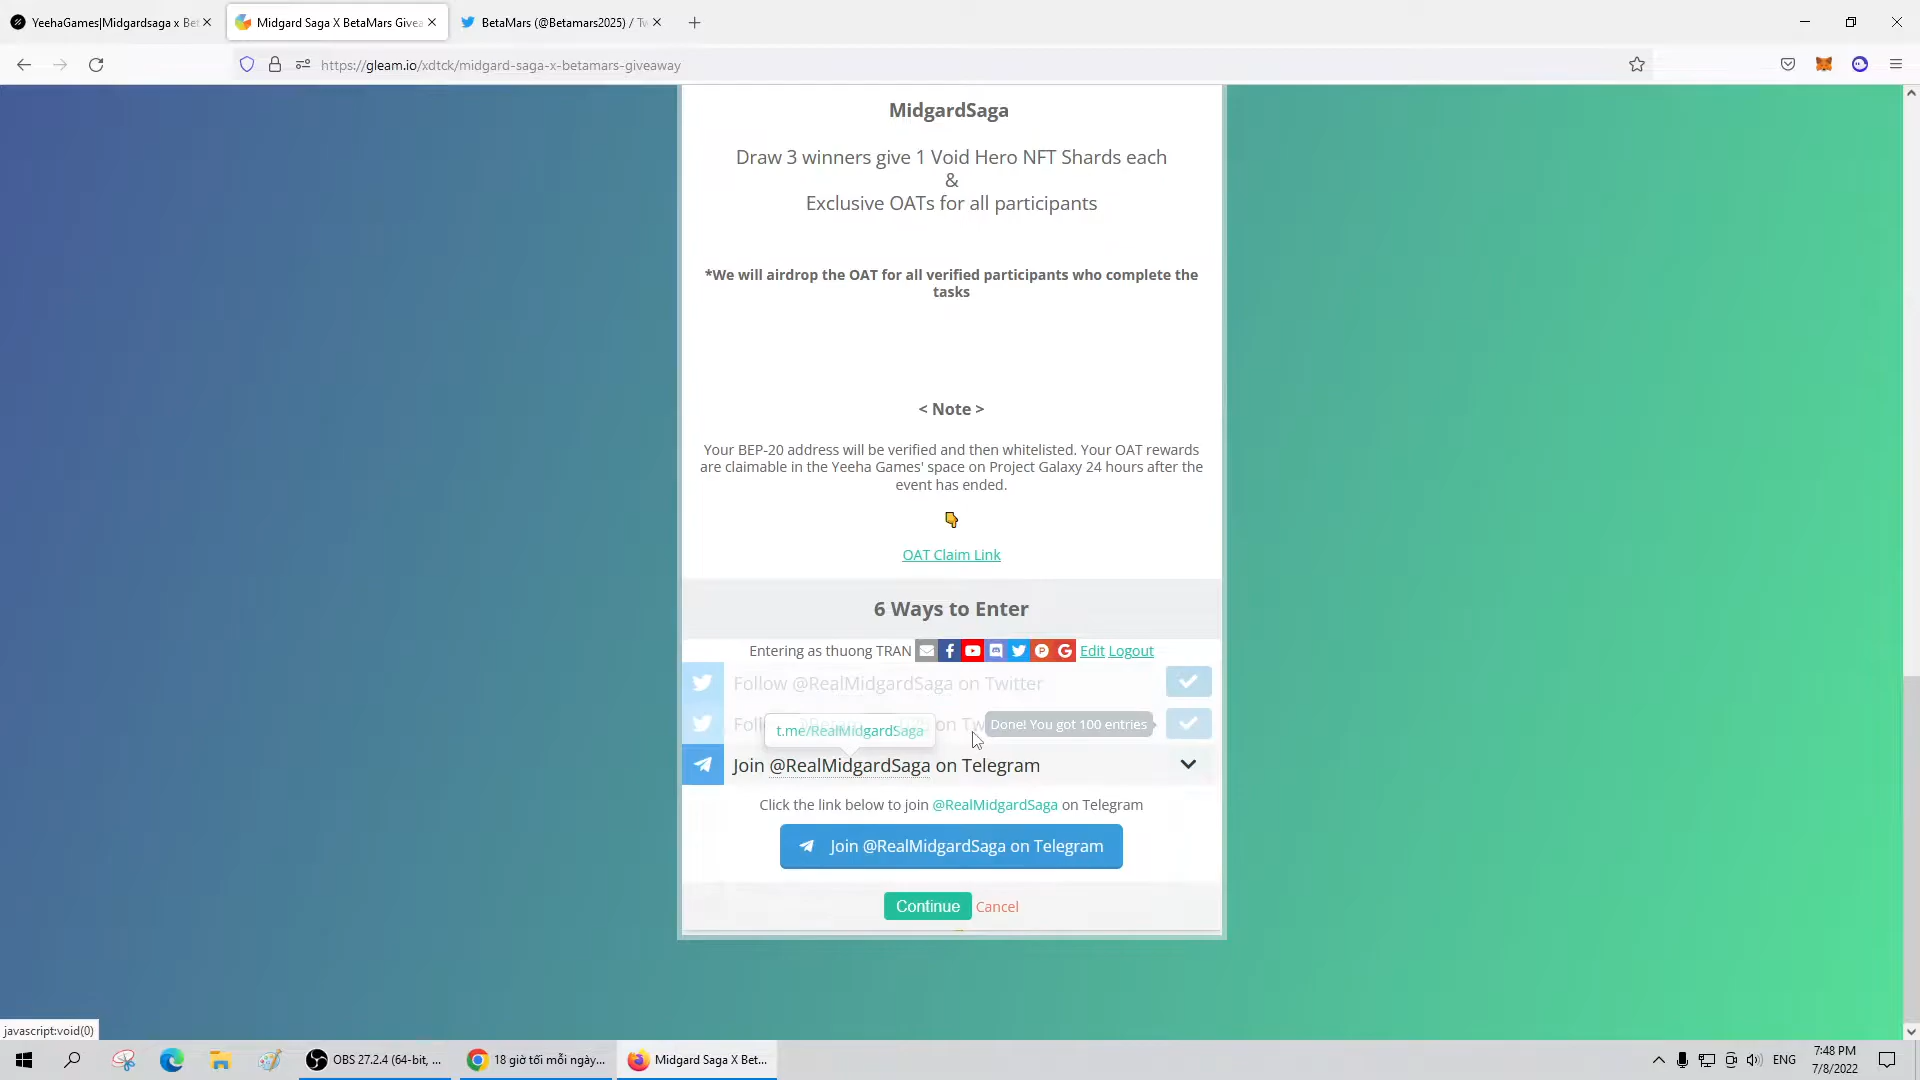 YeehaGames|Midgardsaga x Bet
Midgard Saga X BetaMars Givea
BetaMars (@Betamars2025) / Tw
https://gleam.io/xdtck/midgard-saga-x-betamars-giveaway
MidgardSaga
Draw 3 winners give 1 Void Hero NFT Shards each
&
Exclusive OATs for all participants
*We will airdrop the OAT for all verified participants who complete the
tasks
< Note >
Your BEP-20 address will be verified and then whitelisted. Your OAT rewards
are claimable in the Yeeha Games' space on Project Galaxy 24 hours after the
event has ended.
OAT Claim Link
6 Ways to Enter
Entering as thuong TRAN Edit Logout
Follow @RealMidgardSaga on Twitter
on Tw Done! You got 100 entries
t.me/RealMidgardSaga
Join @RealMidgardSaga on Telegram
Click the link below to join @RealMidgardSaga on Telegram
Join @RealMidgardSaga on Telegram
Continue Cancel
javascript:void(0)
OBS 27.2.4 (64-bit, ...
18 giờ tối mỗi ngày...
Midgard Saga X Bet...
ENG
7:48 PM
7/8/2022